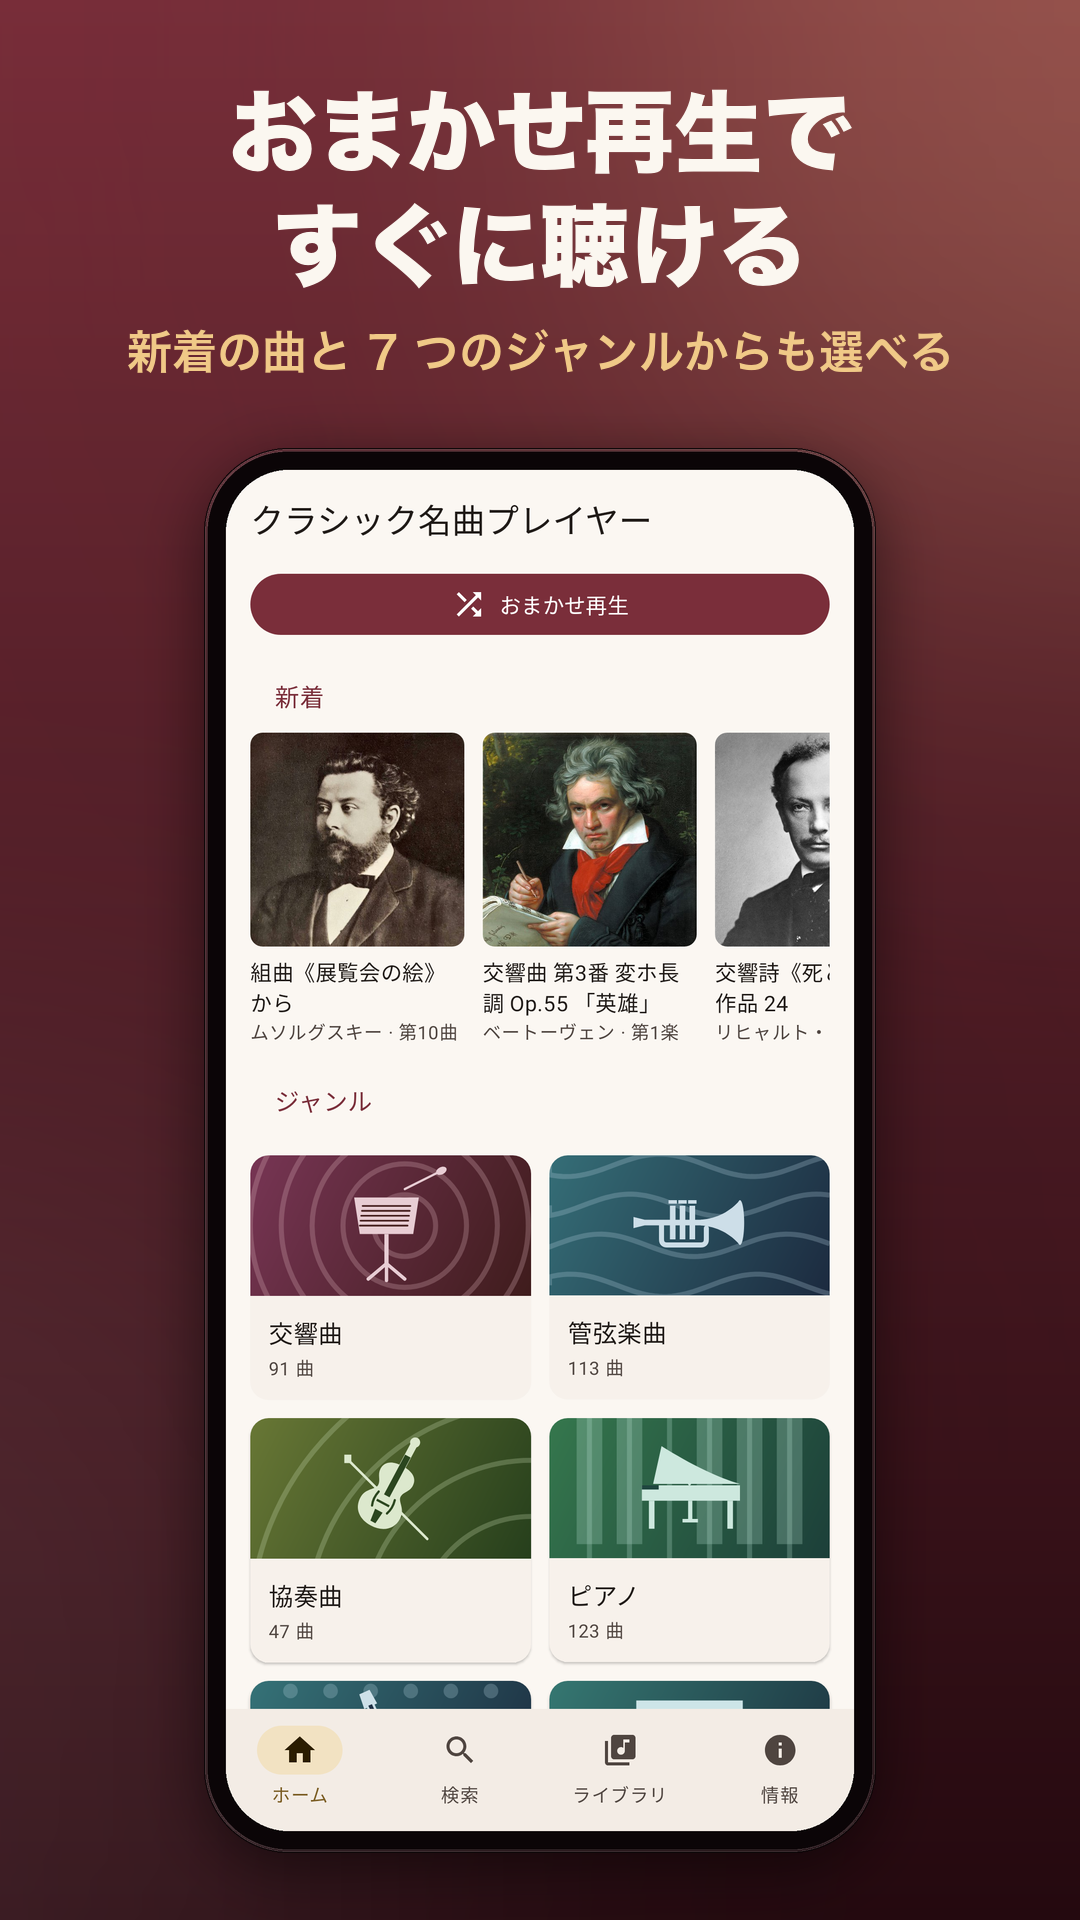 おまかせ再生で
すぐに聴ける
新着の曲と 7 つのジャンルからも選べる
クラシック名曲プレイヤー
おまかせ再生
新着
組曲《展覧会の絵》
から
ムソルグスキー · 第10曲
交響曲 第3番 変ホ長
調 Op.55 「英雄」
ベートーヴェン · 第1楽
交響詩《死
作品 24
リヒャルト・
ジャンル
交響曲
91 曲
管弦楽曲
113 曲
協奏曲
47 曲
ピアノ
123 曲
ホーム
検索
ライブラリ
情報